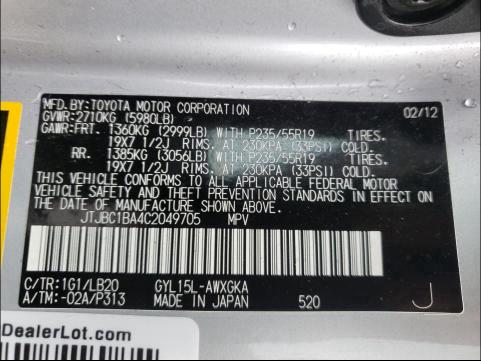 MFD.BY:TOYOTA MOTOR CORPORATION 02/12
GVWR:2710KG (5980LB)
GAWR:FRT. 1360KG (2999LB) WITH P235/55R19 TIRES.
19X7 1/2J RIMS. AT 230KPA (33PSI) COLD.
RR. 1385KG (3056LB) WITH P235/55R19 TIRES.
19X7 1/2J RIMS. AT 230KPA (33PSI) COLD.
THIS VEHICLE CONFORMS TO ALL APPLICABLE FEDERAL MOTOR
VEHICLE SAFETY AND THEFT PREVENTION STANDARDS IN EFFECT ON
THE DATE OF MANUFACTURE SHOWN ABOVE.
JTJBC1BA4C2049705 MPV
C/TR:1G1/LB20 GYL15L-AWXGKA
A/TM:-02A/P313 MADE IN JAPAN 520 J
DealerLot.com